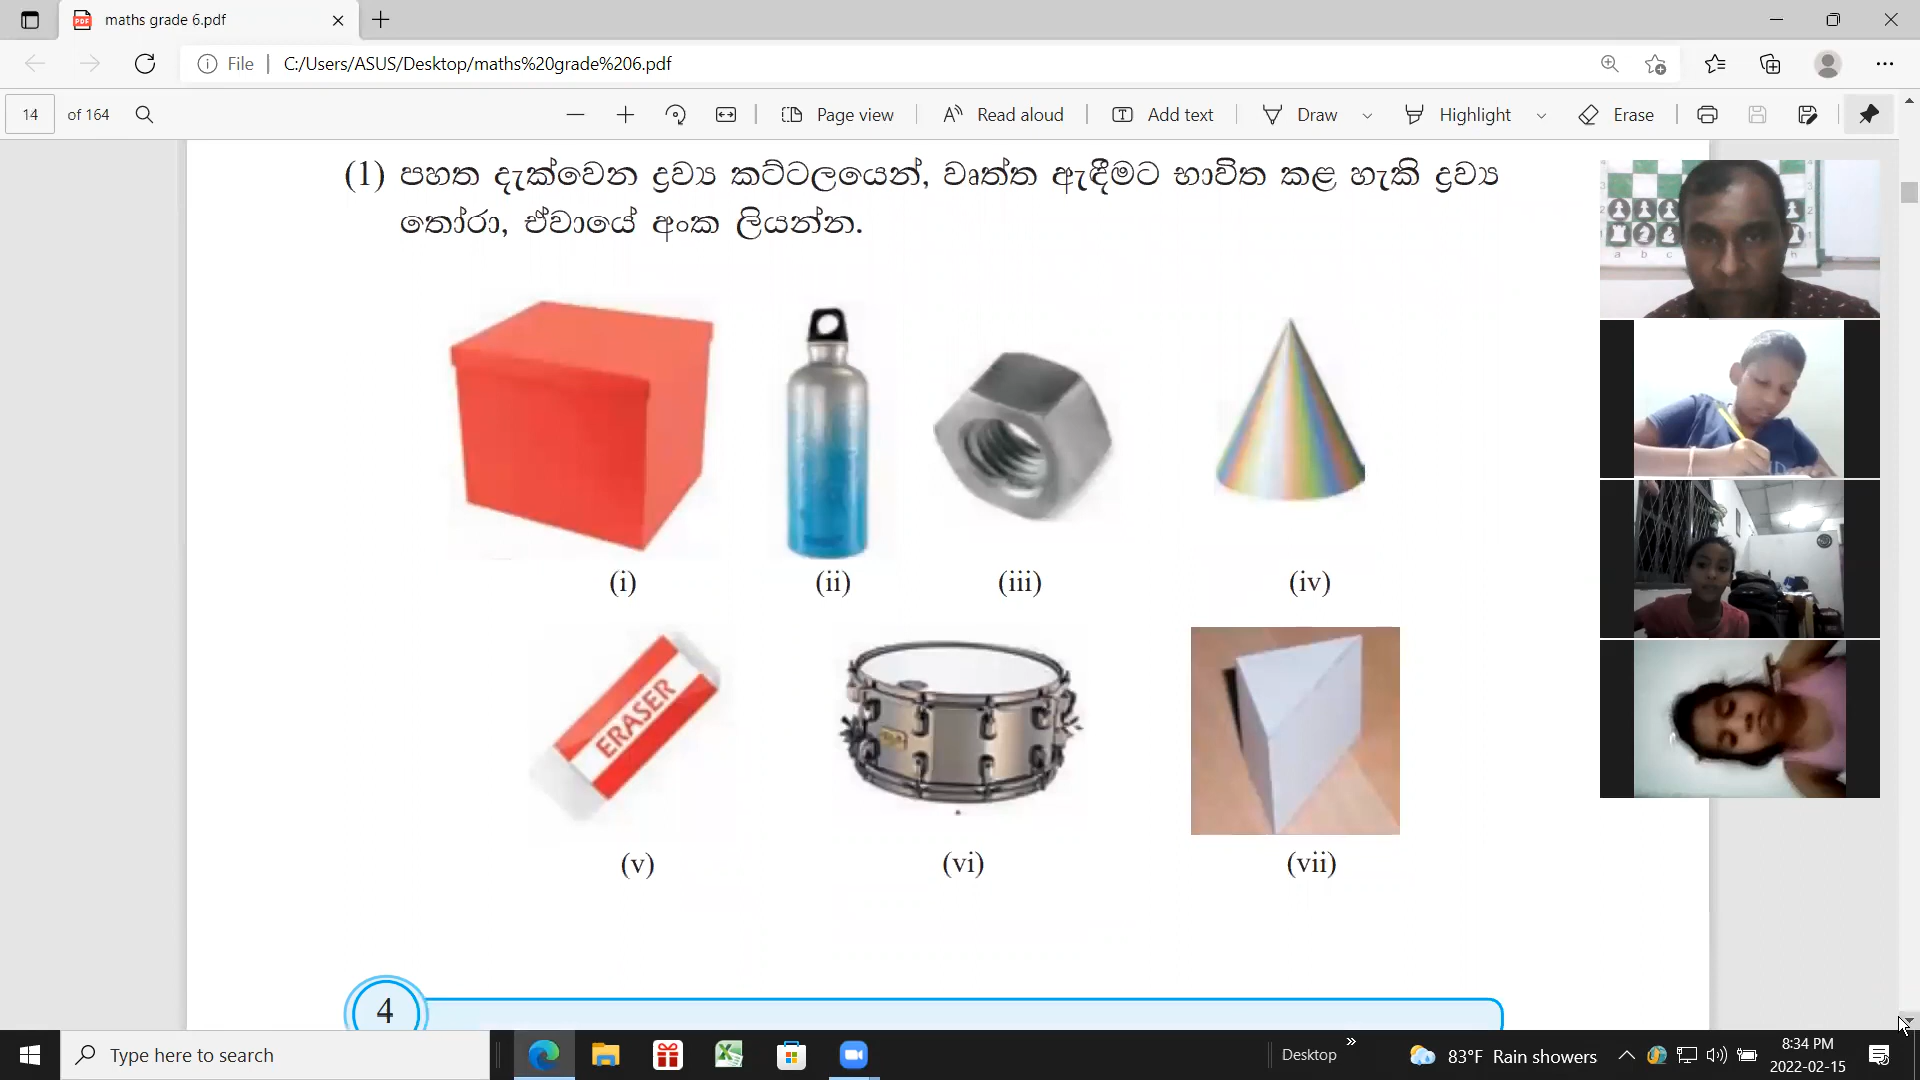 maths grade 6.pdf
File
C:/Users/ASUS/Desktop/maths%20grade%206.pdf
14 of 164
Page view
Read aloud
Add text
Draw
Highlight
Erase
(1) පහත දැක්වෙන ද්‍රව්‍ය කට්ටලයෙන්, වෘත්ත ඇඳීමට භාවිත කළ හැකි ද්‍රව්‍ය
තෝරා, ඒවායේ අංක ලියන්න.
(i) (ii) (iii) (iv)
ERASER
(v) (vi) (vii)
4
Type here to search
Desktop
83°F Rain showers
8:34 PM
2022-02-15